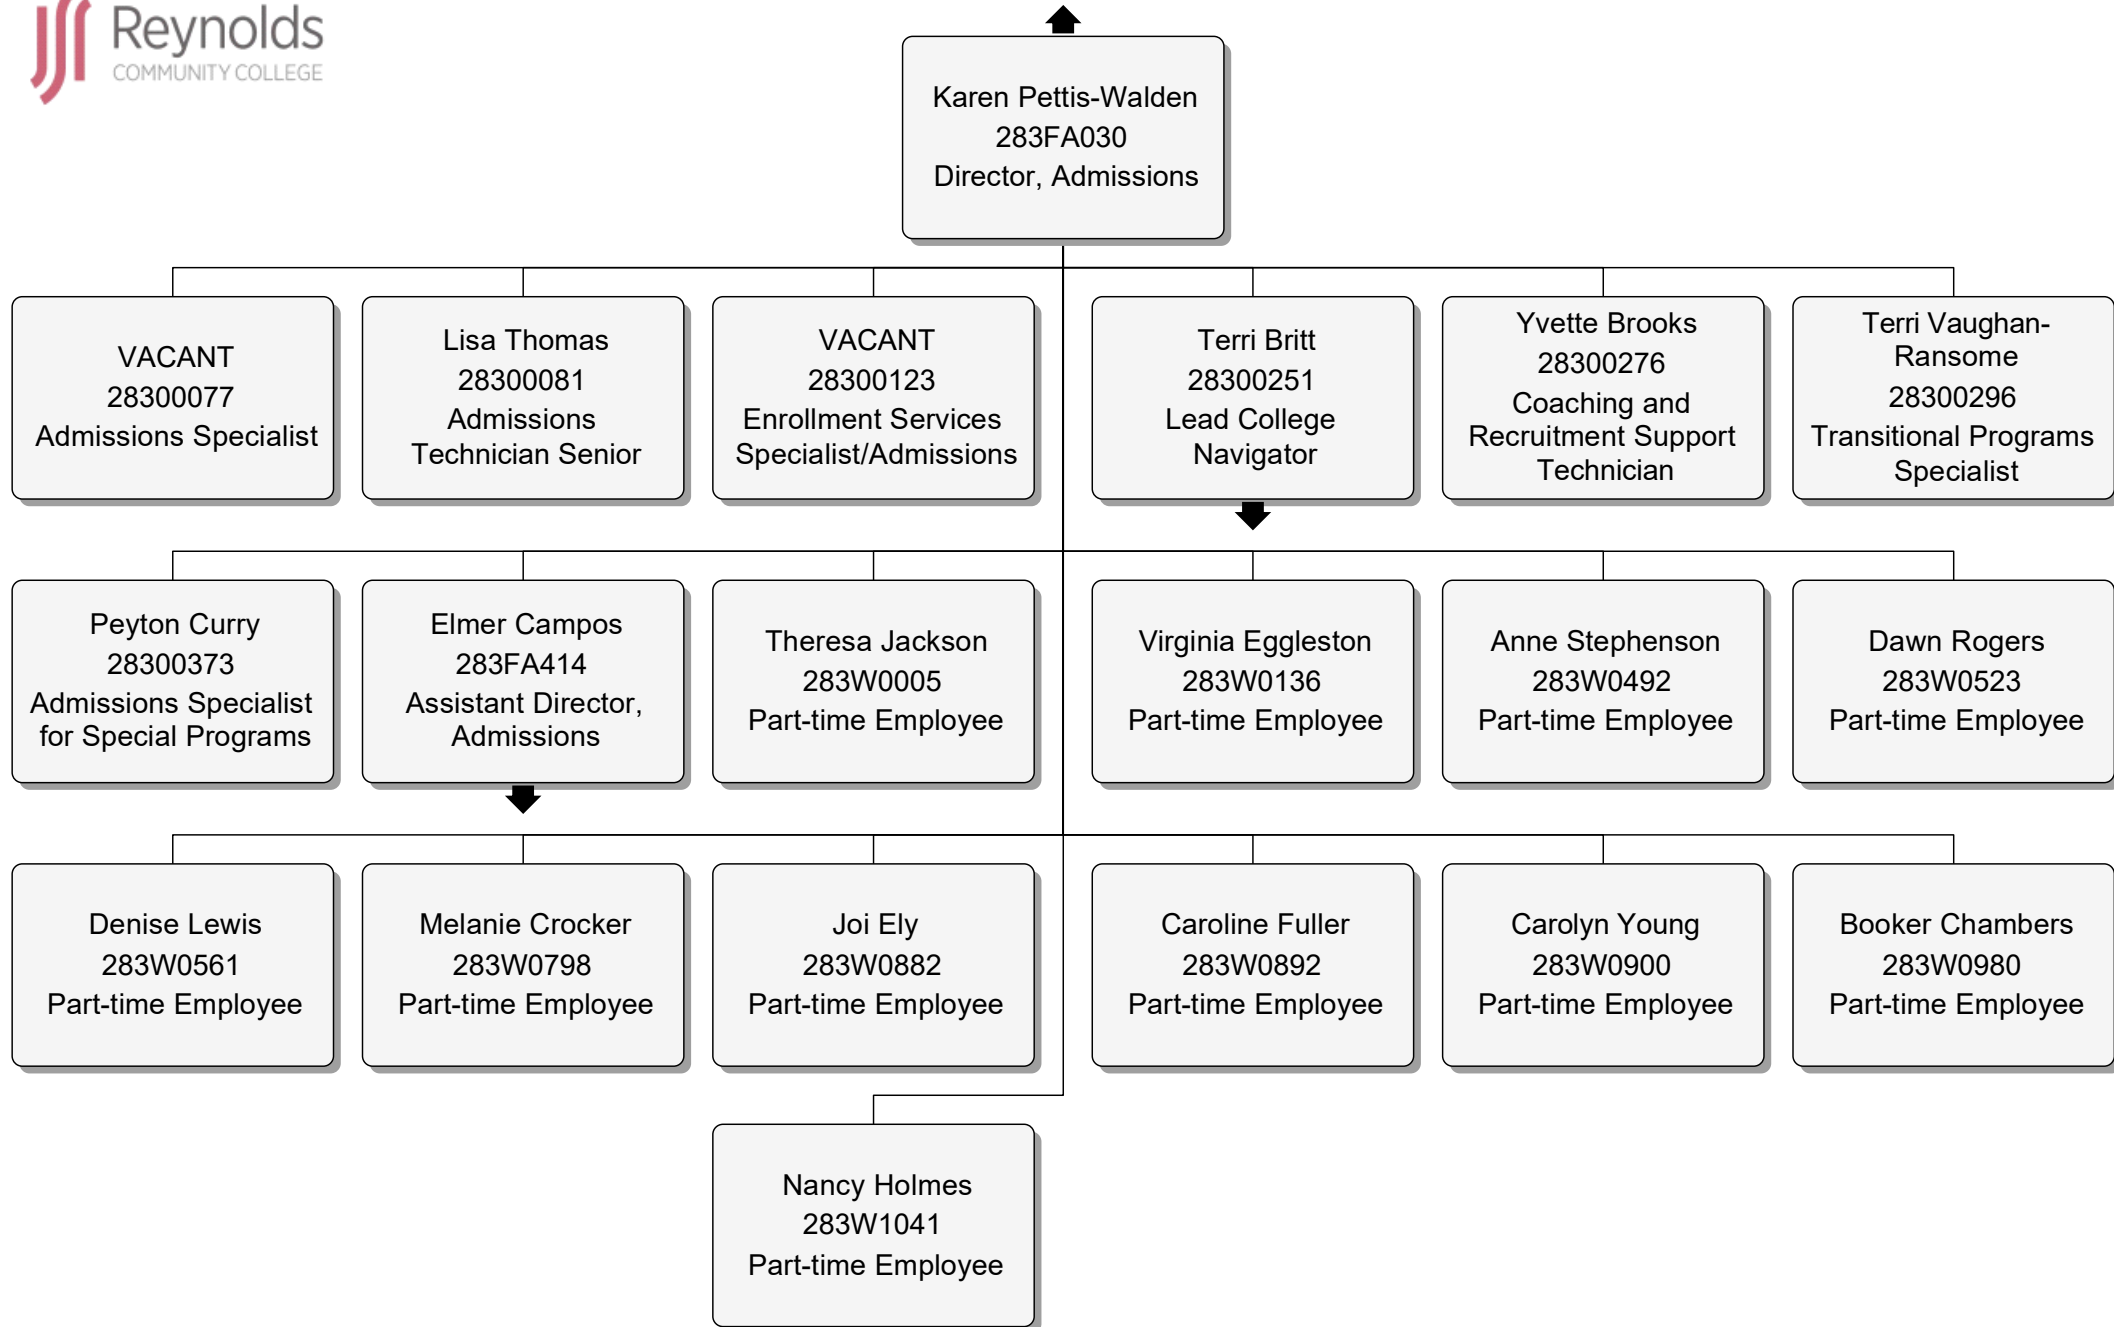 Reynolds
COMMUNITY COLLEGE
Karen Pettis-Walden
283FA030
Director, Admissions
VACANT
28300077
Admissions Specialist
Lisa Thomas
28300081
Admissions
Technician Senior
VACANT
28300123
Enrollment Services
Specialist/Admissions
Terri Britt
28300251
Lead College
Navigator
Yvette Brooks
28300276
Coaching and
Recruitment Support
Technician
Terri Vaughan-
Ransome
28300296
Transitional Programs
Specialist
Peyton Curry
28300373
Admissions Specialist
for Special Programs
Elmer Campos
283FA414
Assistant Director,
Admissions
Theresa Jackson
283W0005
Part-time Employee
Virginia Eggleston
283W0136
Part-time Employee
Anne Stephenson
283W0492
Part-time Employee
Dawn Rogers
283W0523
Part-time Employee
Denise Lewis
283W0561
Part-time Employee
Melanie Crocker
283W0798
Part-time Employee
Joi Ely
283W0882
Part-time Employee
Caroline Fuller
283W0892
Part-time Employee
Carolyn Young
283W0900
Part-time Employee
Booker Chambers
283W0980
Part-time Employee
Nancy Holmes
283W1041
Part-time Employee